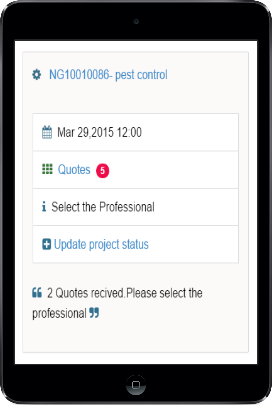 NG10010086- pest control
Mar 29,2015 12:00
Quotes 5
Select the Professional
Update project status
“ 2 Quotes recived.Please select the
professional ”